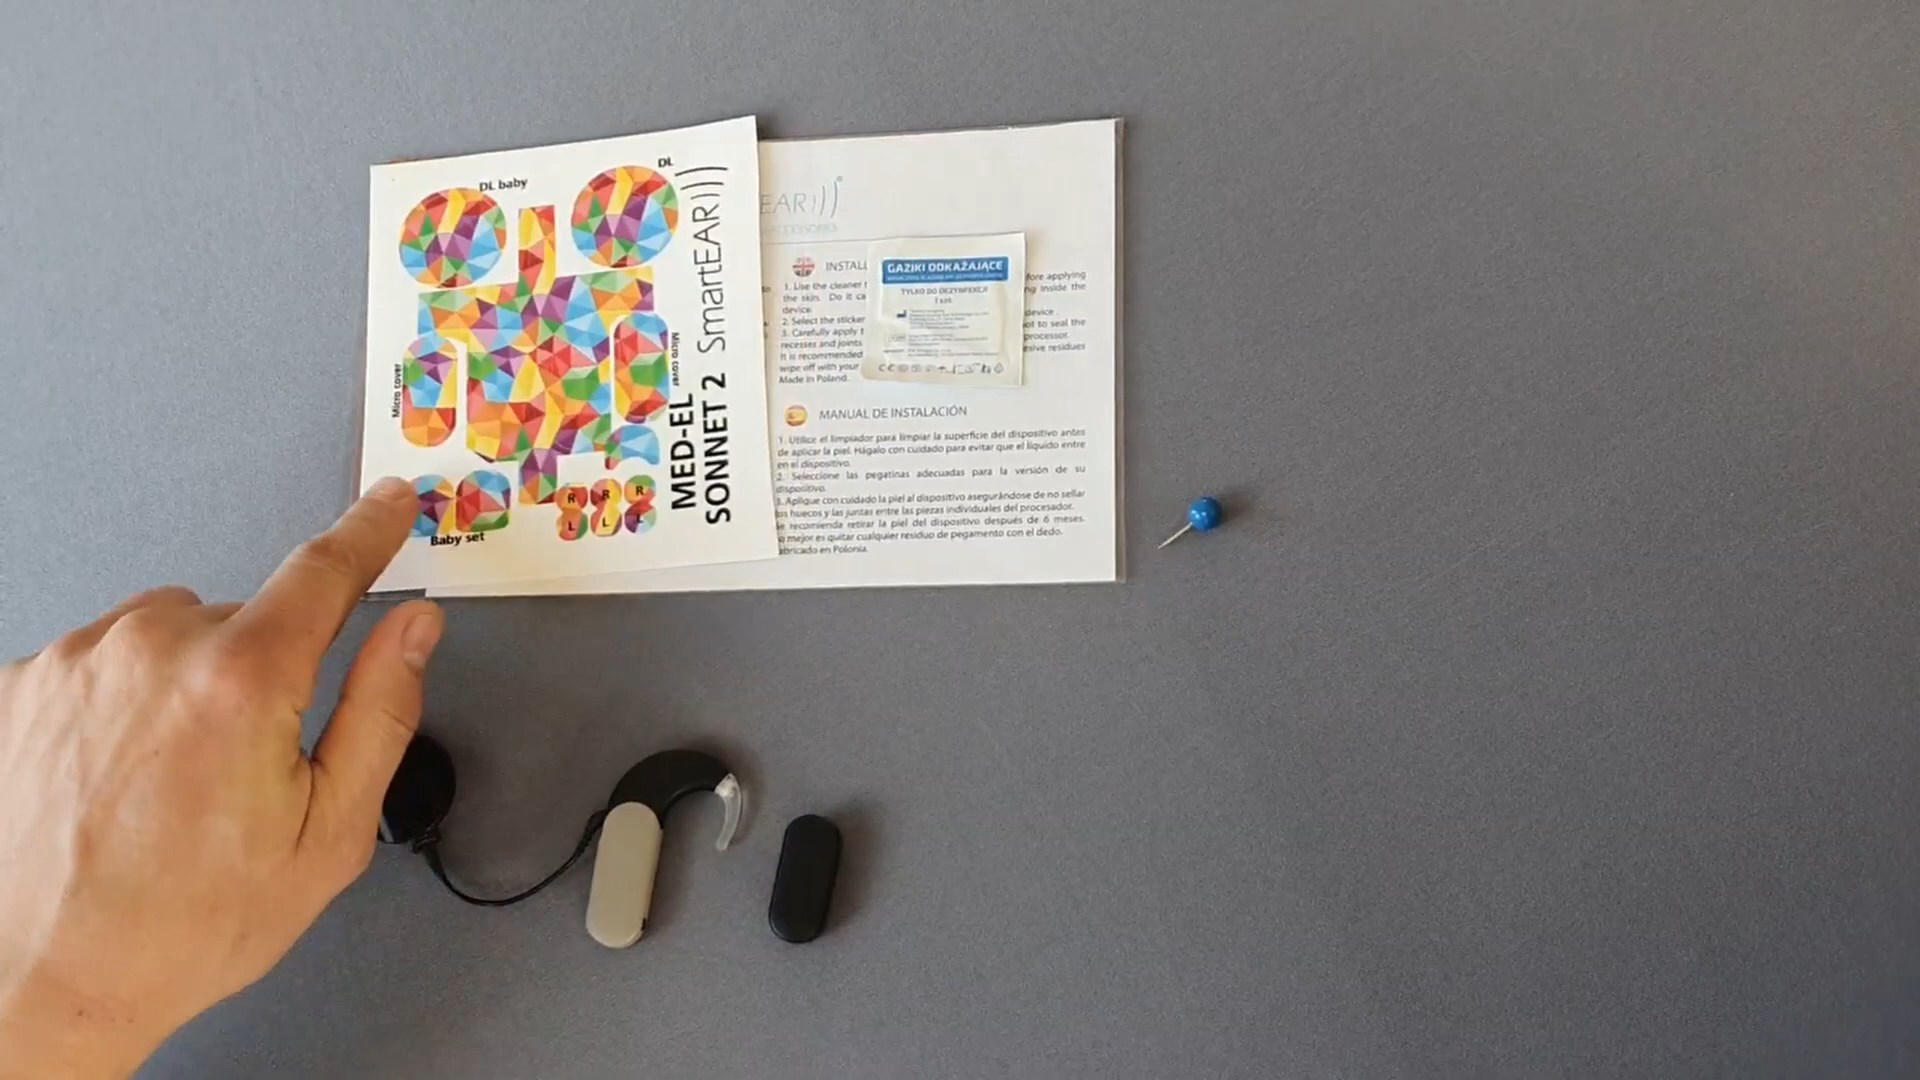 DL
DL baby
Micro cover
Micro cover
Baby set
R R R
L L L
MED-EL
SONNET 2 SmartEAR
EAR
ACCESSORIES
INSTALL
1. Use the cleaner
fore applying
the skin. Do it ca
ng inside the
device.
2. Select the sticker
device.
3. Carefully apply
ot to seal the
recesses and joints
processor.
It is recommended
esive residues
wipe off with your
Made in Poland.
GAZIKI ODKAŻAJĄCE
TYLKO DO DEZYNFEKCJI
1 szt.
MANUAL DE INSTALACIÓN
1. Utilice el limpiador para limpiar la superficie del dispositivo antes
de aplicar la piel. Hágalo con cuidado para evitar que el líquido entre
en el dispositivo.
2. Seleccione las pegatinas adecuadas para la versión de su
dispositivo.
3. Aplique con cuidado la piel al dispositivo asegurándose de no sellar
los huecos y las juntas entre las piezas individuales del procesador.
Se recomienda retirar la piel del dispositivo después de 6 meses.
o mejor es quitar cualquier residuo de pegamento con el dedo.
abricado en Polonia.